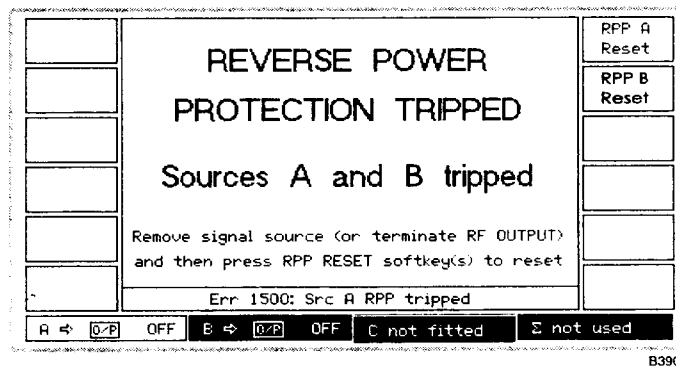 REVERSE POWER
PROTECTION TRIPPED
Sources A and B tripped
Remove signal source (or terminate RF OUTPUT)
and then press RPP RESET softkey(s) to reset
Err 1500: Src A RPP tripped
RPP A
Reset
RPP B
Reset
A ⇨ O/P OFF B ⇨ O/P OFF C not fitted Σ not used
B390